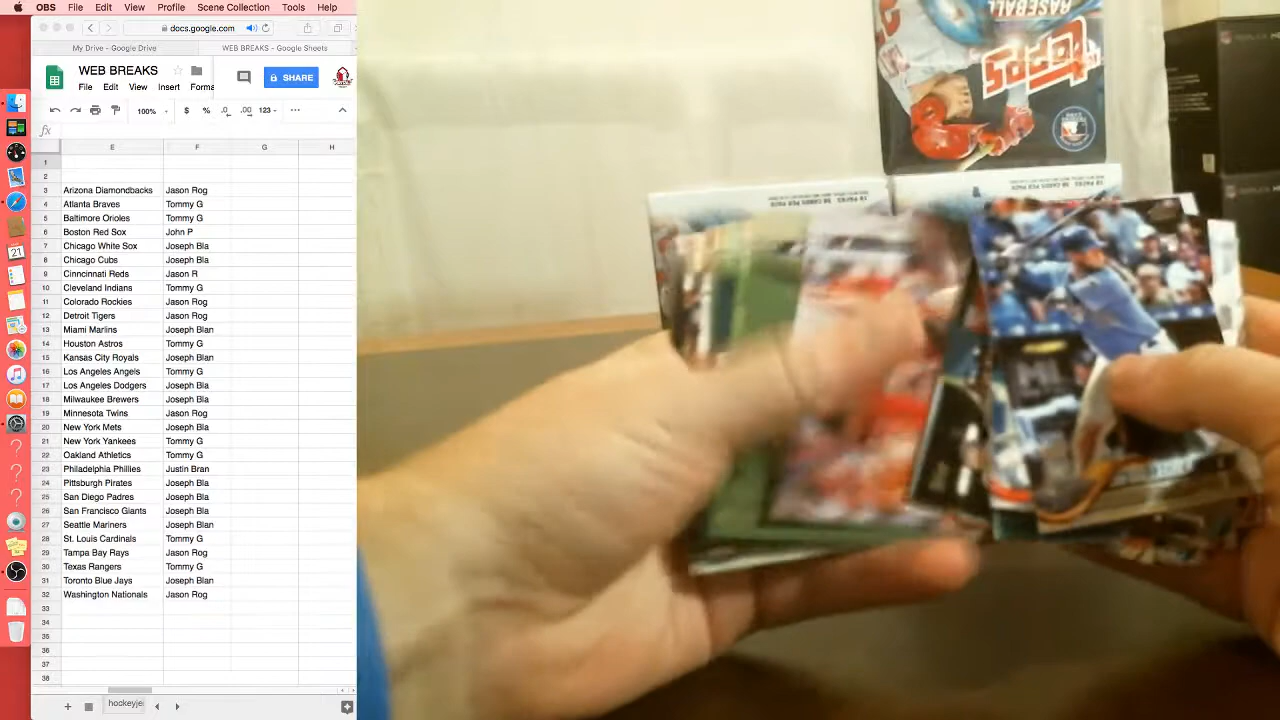 OBS File Edit View Profile Scene Collection Tools Help
docs.google.com
My Drive - Google Drive WEB BREAKS - Google Sheets
WEB BREAKS
File Edit View Insert Forma
SHARE
100% $ % .0 .00 123
fx
E F G H
1
2
3 Arizona Diamondbacks Jason Rog
4 Atlanta Braves Tommy G
5 Baltimore Orioles Tommy G
6 Boston Red Sox John P
7 Chicago White Sox Joseph Bla
8 Chicago Cubs Joseph Bla
9 Cinncinnati Reds Jason R
10 Cleveland Indians Tommy G
11 Colorado Rockies Jason Rog
12 Detroit Tigers Jason Rog
13 Miami Marlins Joseph Blan
14 Houston Astros Tommy G
15 Kansas City Royals Joseph Blan
16 Los Angeles Angels Tommy G
17 Los Angeles Dodgers Joseph Bla
18 Milwaukee Brewers Joseph Bla
19 Minnesota Twins Jason Rog
20 New York Mets Joseph Bla
21 New York Yankees Tommy G
22 Oakland Athletics Tommy G
23 Philadelphia Phillies Justin Bran
24 Pittsburgh Pirates Joseph Bla
25 San Diego Padres Joseph Bla
26 San Francisco Giants Joseph Bla
27 Seattle Mariners Joseph Blan
28 St. Louis Cardinals Tommy G
29 Tampa Bay Rays Jason Rog
30 Texas Rangers Tommy G
31 Toronto Blue Jays Joseph Blan
32 Washington Nationals Jason Rog
33
34
35
36
37
38
hockeyje
21
BASEBALL
Topps